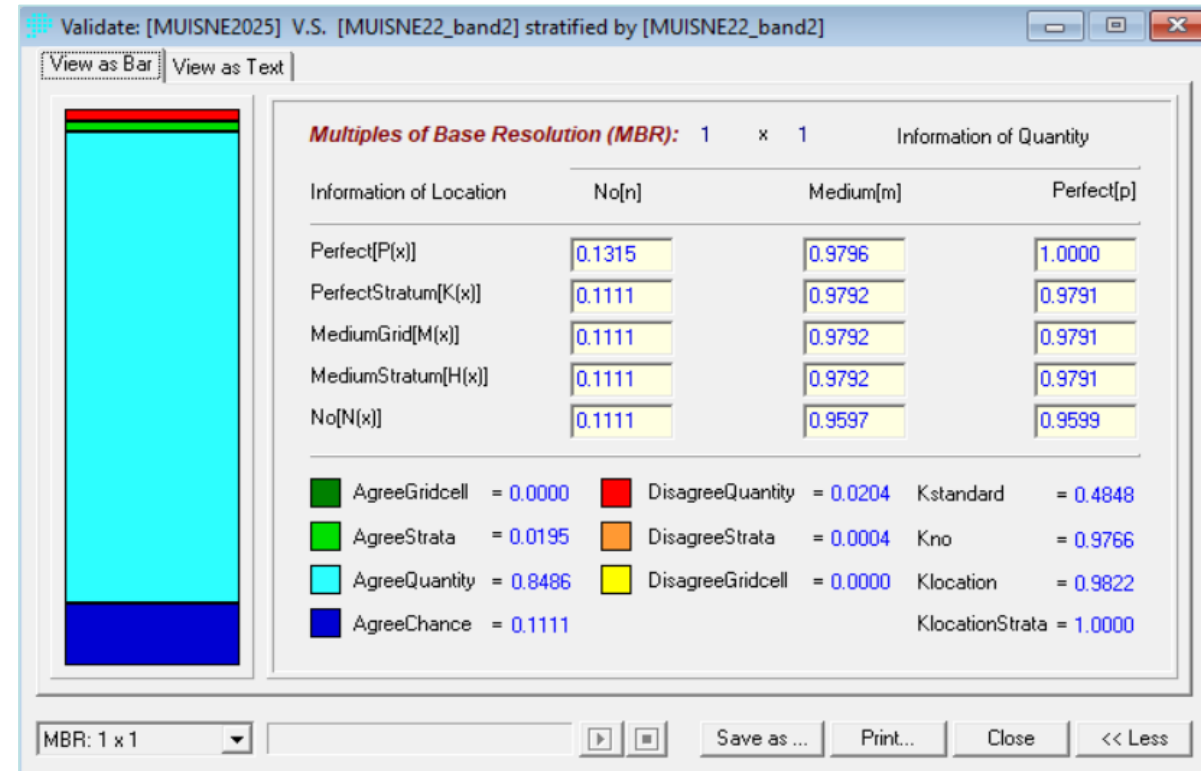 Validate: [MUISNE2025] V.S. [MUISNE22_band2] stratified by [MUISNE22_band2]
View as Bar View as Text
Multiples of Base Resolution (MBR): 1 x 1 Information of Quantity
Information of Location No[n] Medium[m] Perfect[p]
Perfect[P(x)] 0.1315 0.9796 1.0000
PerfectStratum[K(x)] 0.1111 0.9792 0.9791
MediumGrid[M(x)] 0.1111 0.9792 0.9791
MediumStratum[H(x)] 0.1111 0.9792 0.9791
No[N(x)] 0.1111 0.9597 0.9599
AgreeGridcell = 0.0000 DisagreeQuantity = 0.0204 Kstandard = 0.4848
AgreeStrata = 0.0195 DisagreeStrata = 0.0004 Kno = 0.9766
AgreeQuantity = 0.8486 DisagreeGridcell = 0.0000 Klocation = 0.9822
AgreeChance = 0.1111 KlocationStrata = 1.0000
MBR: 1 x 1 Save as ... Print... Close << Less